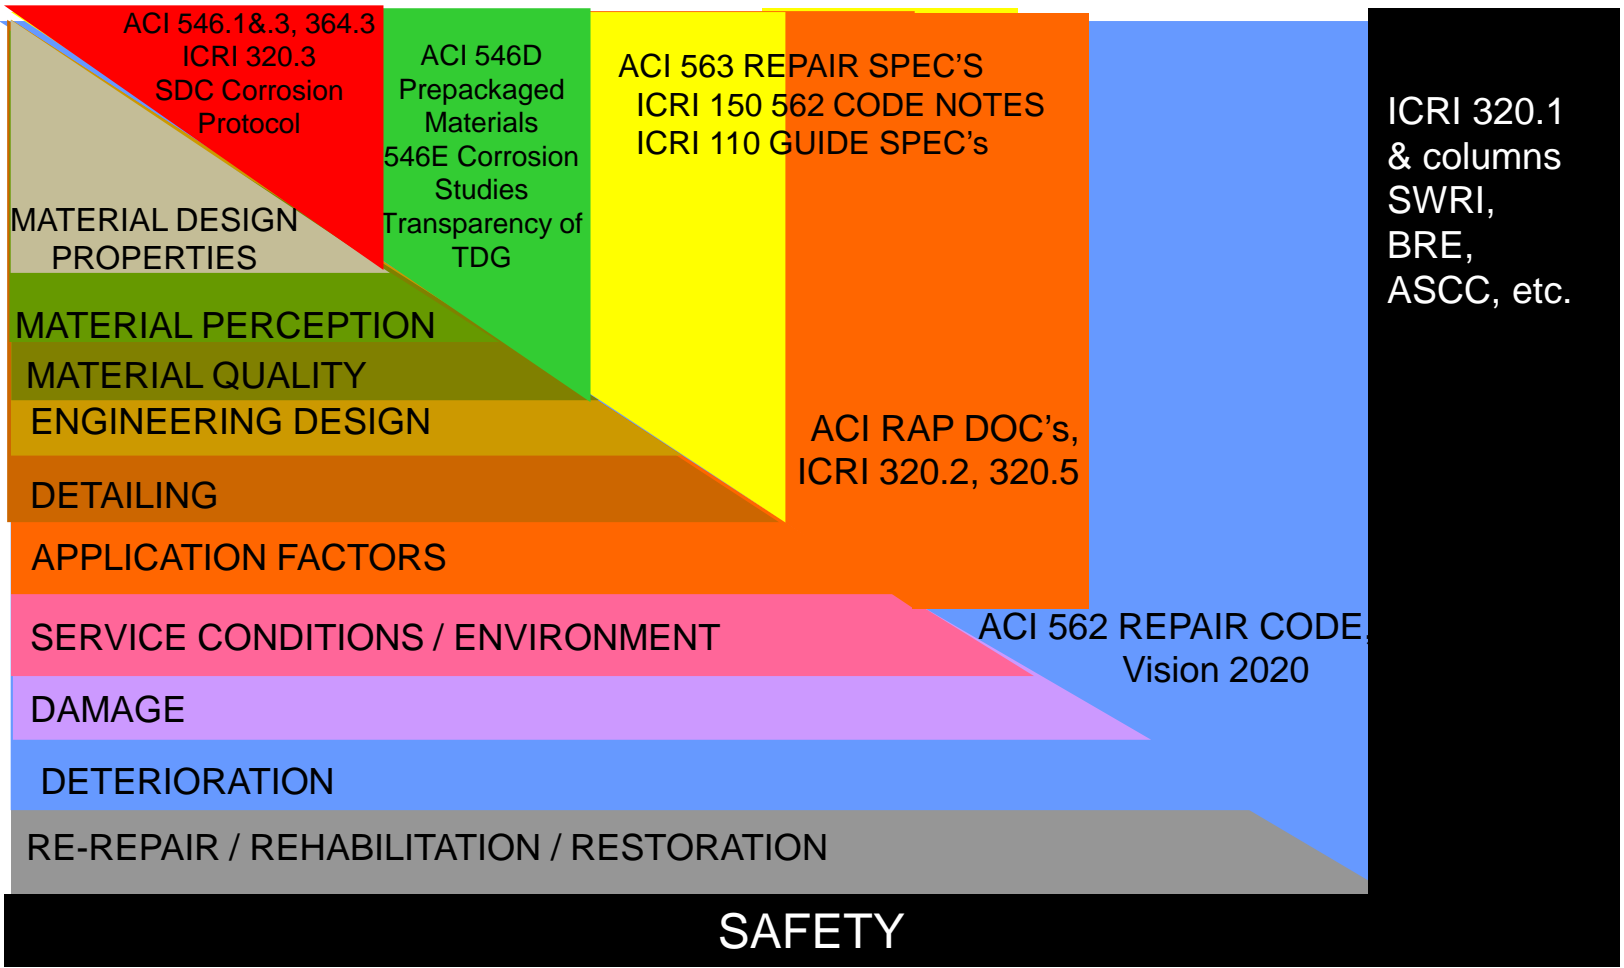 ACI 546.1&.3, 364.3
ICRI 320.3
SDC Corrosion
Protocol
ACI 546D
Prepackaged
Materials
546E Corrosion
Studies
Transparency of
TDG
ACI 563 REPAIR SPEC'S
ICRI 150 562 CODE NOTES
ICRI 110 GUIDE SPEC’s
ICRI 320.1
& columns
SWRI,
BRE,
ASCC, etc.
MATERIAL DESIGN
PROPERTIES
MATERIAL PERCEPTION
MATERIAL QUALITY
ENGINEERING DESIGN
ACI RAP DOC’s,
ICRI 320.2, 320.5
DETAILING
APPLICATION FACTORS
SERVICE CONDITIONS / ENVIRONMENT
ACI 562 REPAIR CODE,
Vision 2020
DAMAGE
DETERIORATION
RE-REPAIR / REHABILITATION / RESTORATION
SAFETY